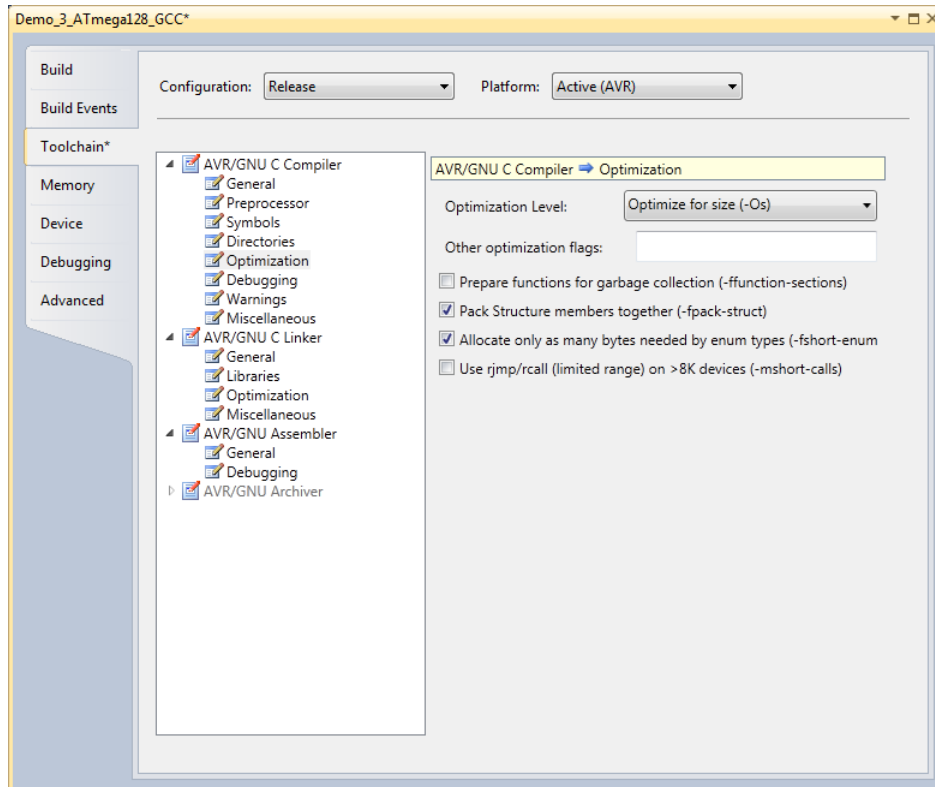 Demo_3_ATmega128_GCC*
Build
Build Events
Toolchain*
Memory
Device
Debugging
Advanced
Configuration: Release Platform: Active (AVR)
AVR/GNU C Compiler
General
Preprocessor
Symbols
Directories
Optimization
Debugging
Warnings
Miscellaneous
AVR/GNU C Linker
General
Libraries
Optimization
Miscellaneous
AVR/GNU Assembler
General
Debugging
AVR/GNU Archiver
AVR/GNU C Compiler Optimization
Optimization Level: Optimize for size (-Os)
Other optimization flags:
Prepare functions for garbage collection (-ffunction-sections)
Pack Structure members together (-fpack-struct)
Allocate only as many bytes needed by enum types (-fshort-enum
Use rjmp/rcall (limited range) on >8K devices (-mshort-calls)